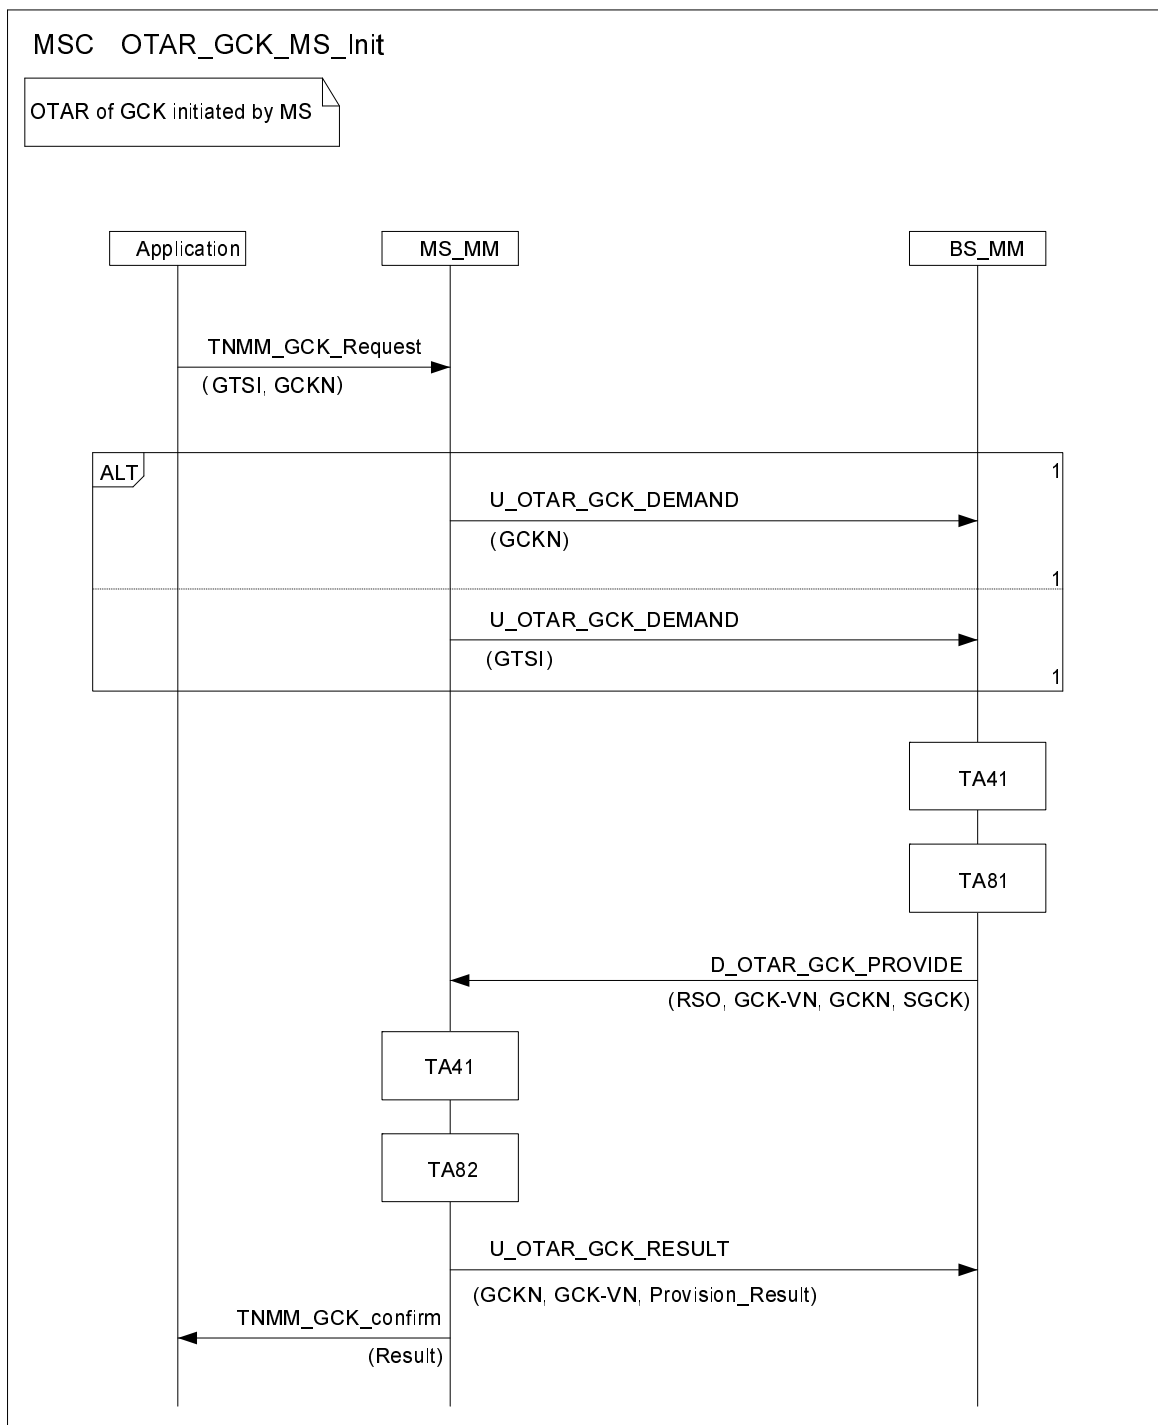 MSC OTAR_GCK_MS_Init
OTAR of GCK initiated by MS
Application
MS_MM
BS_MM
TNMM_GCK_Request
(GTSI, GCKN)
ALT
1
U_OTAR_GCK_DEMAND
(GCKN)
1
U_OTAR_GCK_DEMAND
(GTSI)
1
TA41
TA81
D_OTAR_GCK_PROVIDE
(RSO, GCK-VN, GCKN, SGCK)
TA41
TA82
U_OTAR_GCK_RESULT
(GCKN, GCK-VN, Provision_Result)
TNMM_GCK_confirm
(Result)